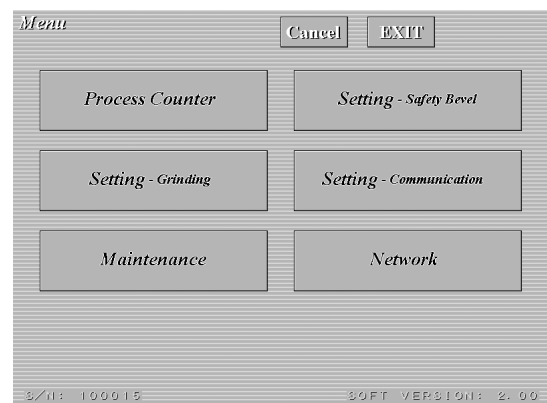 Menu
Cancel EXIT
Process Counter
Setting - Safety Bevel
Setting - Grinding
Setting - Communication
Maintenance
Network
S/N: 100015
SOFT VERSION: 2.00